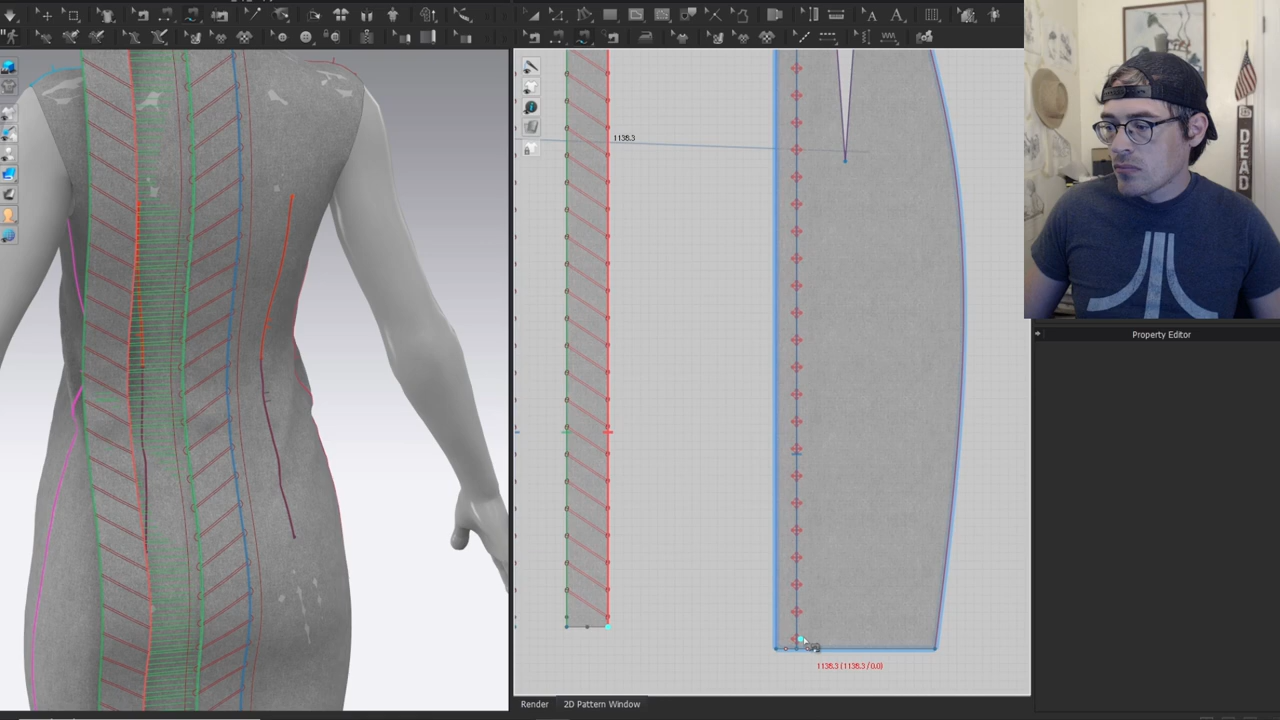 1138.3
1138.3 (1138.3 / 0.0)
Render
2D Pattern Window
Property Editor
DEAD